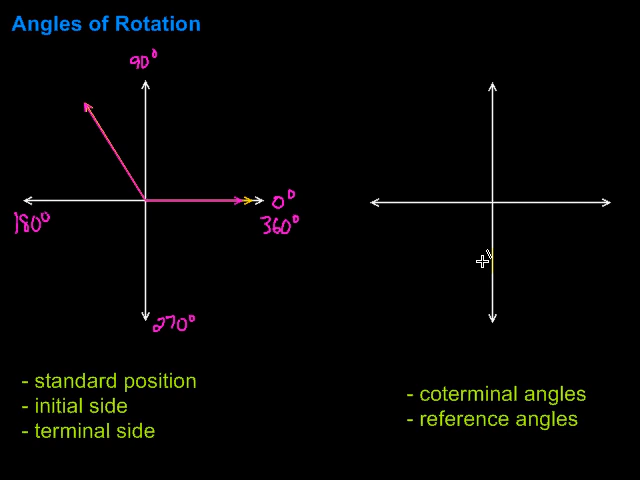 Angles of Rotation
90°
0°
180°
360°
270°
- standard position
- initial side
- terminal side
- coterminal angles
- reference angles